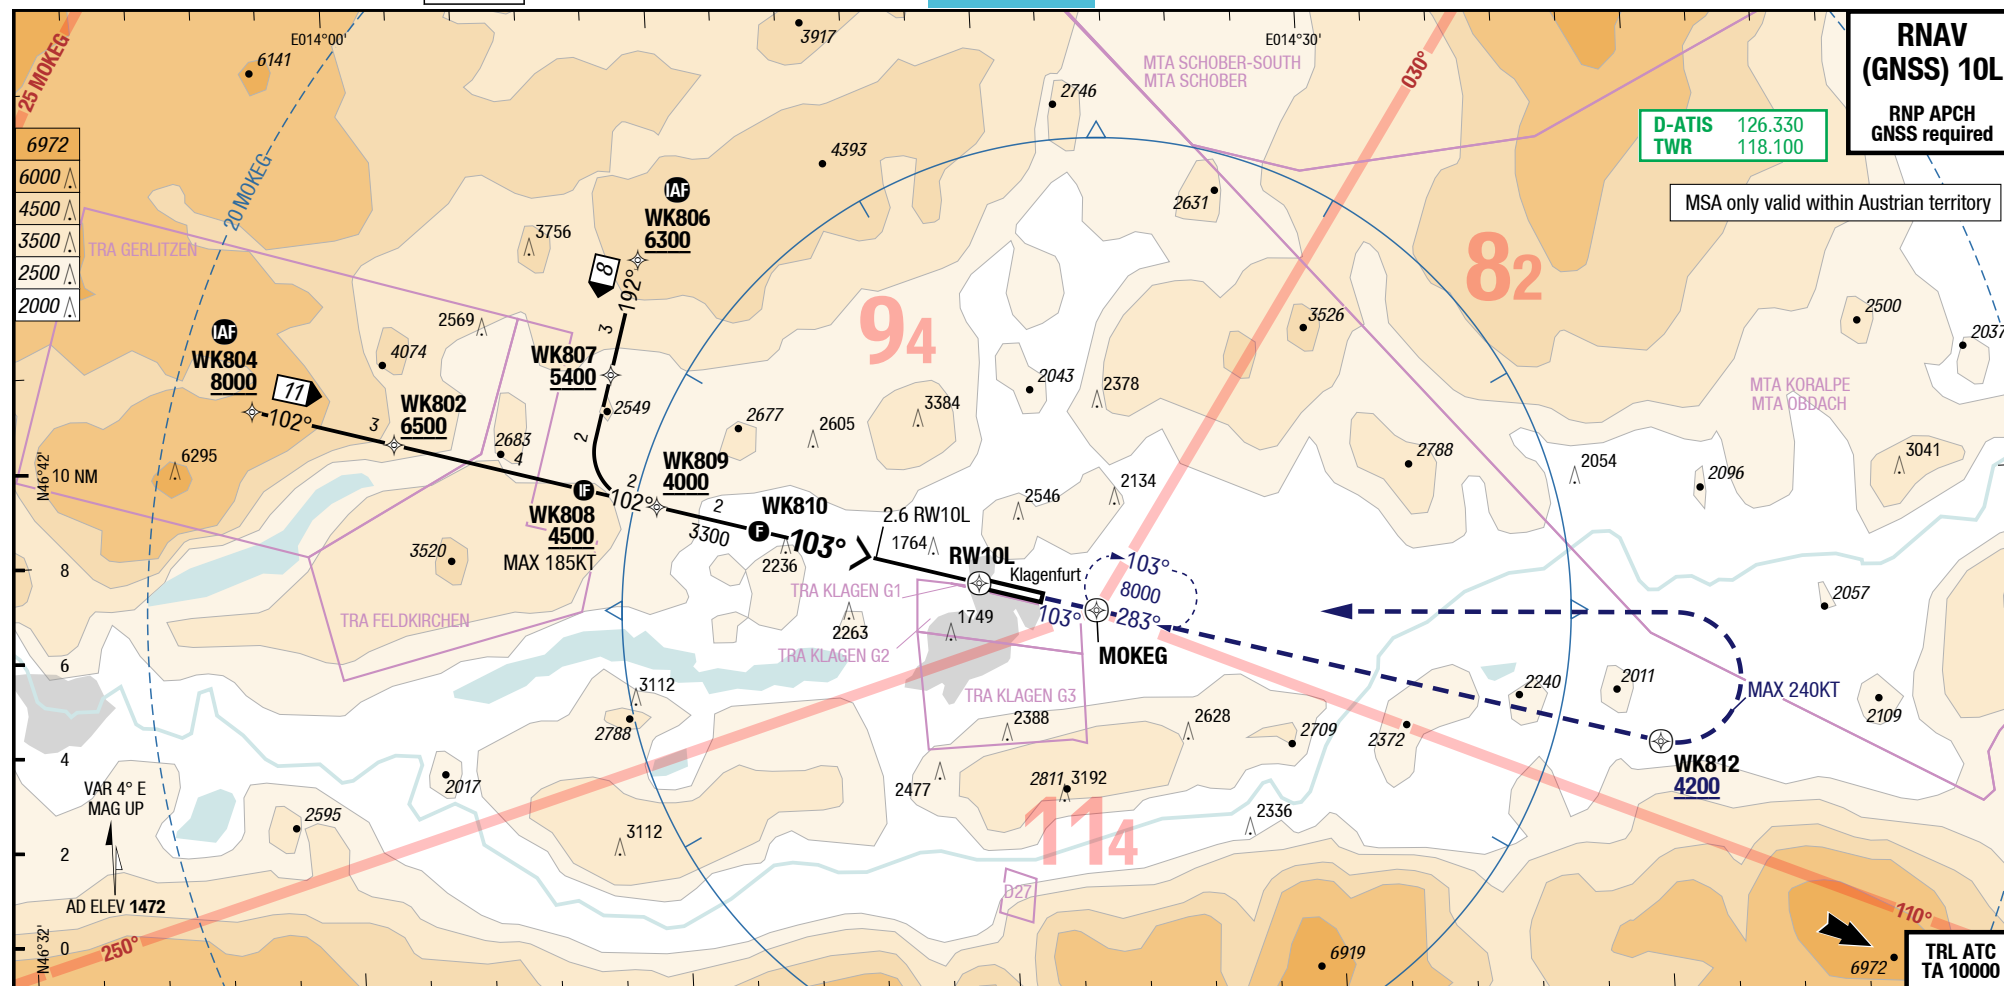 E014°00'
3917
E014°30'
RNAV
(GNSS) 10L
RNP APCH
GNSS required
25 MOKEG
6141
MTA SCHOBER-SOUTH
MTA SCHOBER
030°
2746
D-ATIS 126.330
TWR 118.100
6972
6000
4500
3500
2500
2000
20 MOKEG
4393
IAF
WK806
6300
2631
MSA only valid within Austrian territory
TRA GERLITZEN
3756
8
192°
3
82
94
2569
3526
2500
2037
IAF
WK804
8000
4074
WK807
5400
11
102°
3
WK802
6500
2549
2
2043
2378
MTA KORALPE
MTA OBDACH
2677
2605
3384
2683
4
6295
N46°42'
10 NM
WK809
4000
2
2788
2054
2096
3041
IF
102°
WK808
4500
MAX 185KT
2
3300
WK810
F
103°
2.6 RW10L
1764
2546
2134
3520
2236
RW10L
Klagenfurt
8
TRA KLAGEN G1
103°
8000
103°
283°
MOKEG
2057
TRA FELDKIRCHEN
2263
1749
TRA KLAGEN G2
6
TRA KLAGEN G3
3112
2788
2388
2628
2709
2372
2240
2011
MAX 240KT
2109
4
WK812
4200
VAR 4° E
MAG UP
2017
2477
2811
3192
2595
3112
114
2336
2
AD ELEV 1472
D27
110°
N46°32'
0
250°
6919
6972
TRL ATC
TA 10000